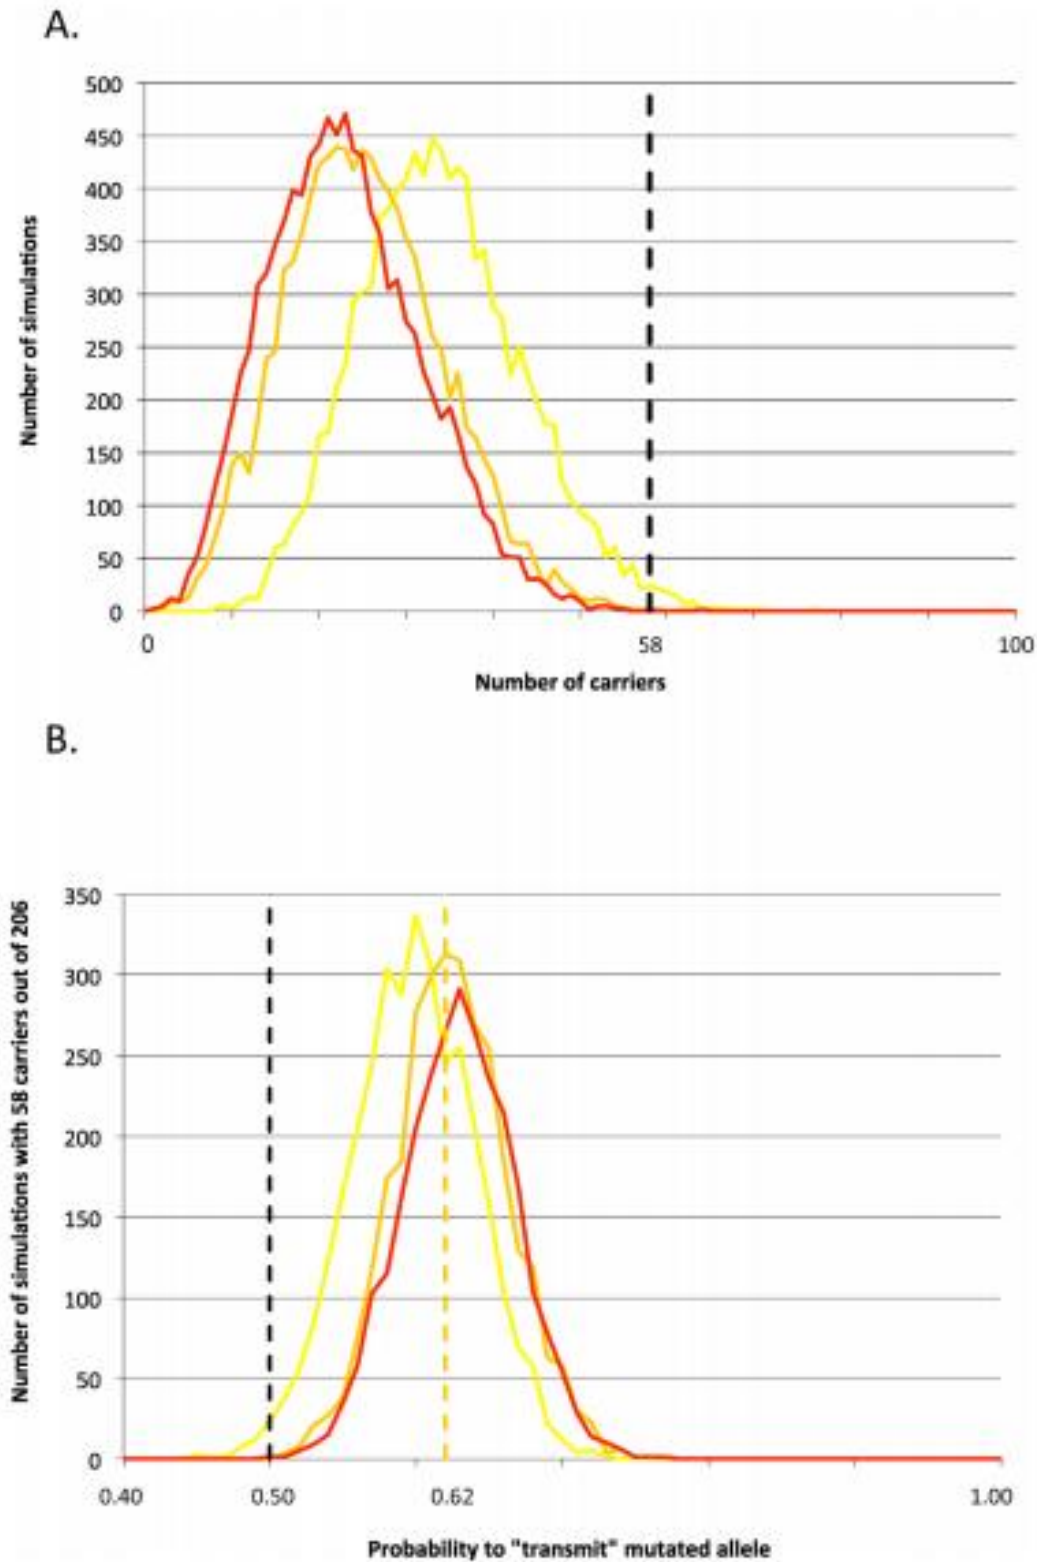 A.
Number of simulations
500
450
400
350
300
250
200
150
100
50
0
0 58 100
Number of carriers
B.
Number of simulations with 58 carriers out of 206
350
300
250
200
150
100
50
0
0.40 0.50 0.62 1.00
Probability to "transmit" mutated allele